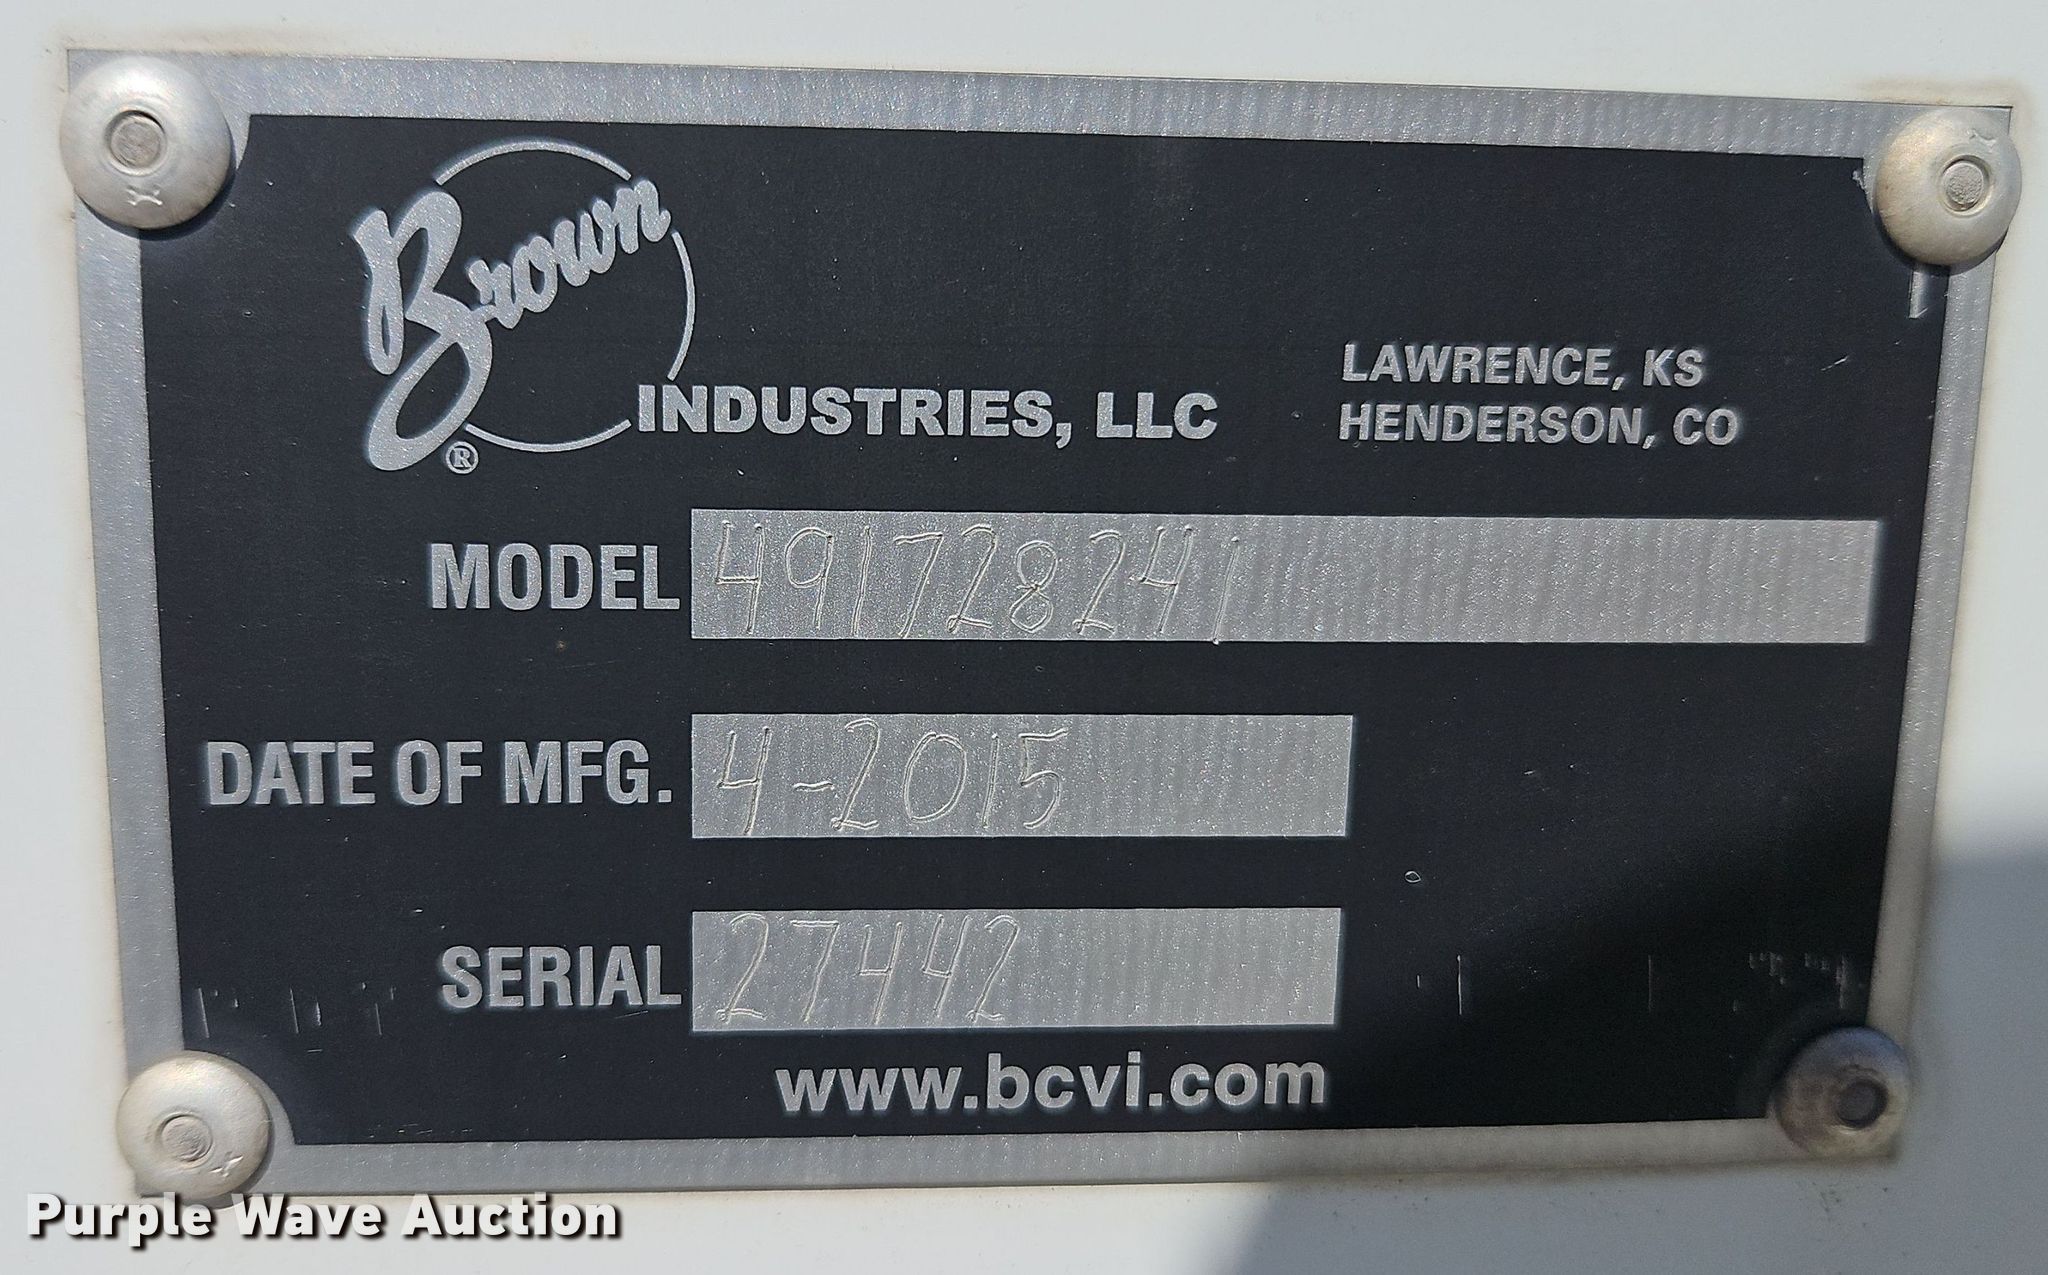 Brown®
INDUSTRIES, LLC
LAWRENCE, KS
HENDERSON, CO
MODEL 491728241
DATE OF MFG. 4-2015
SERIAL 27442
www.bcvi.com
Purple Wave Auction